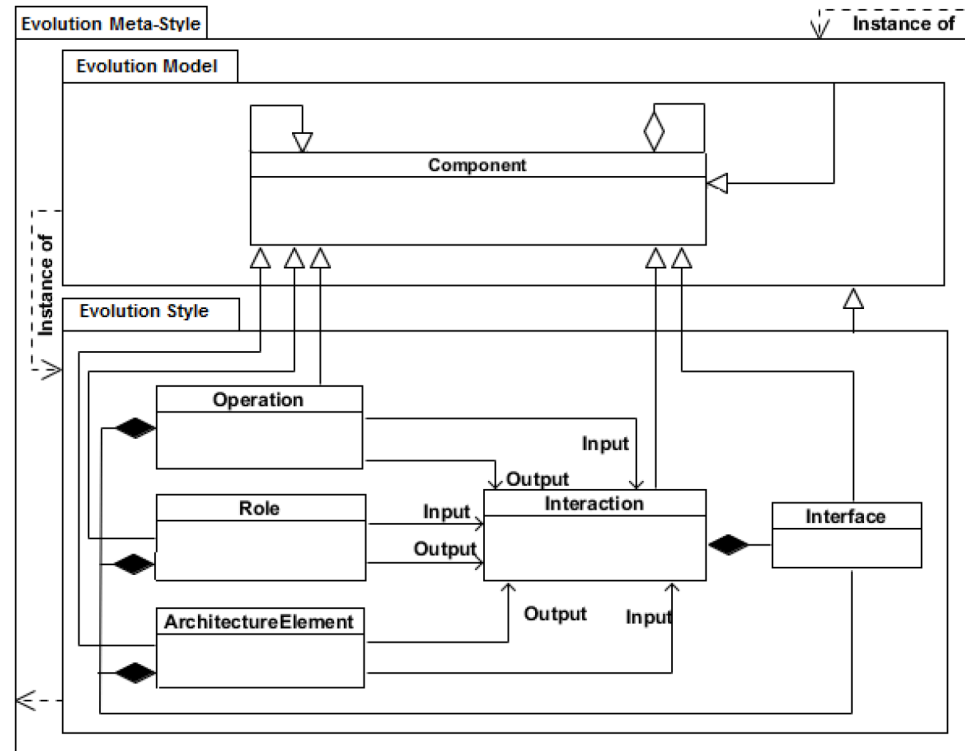 Evolution Meta-Style
Instance of
Evolution Model
Component
Instance of
Evolution Style
Operation
Input
Output
Role
Input
Interaction
Interface
Output
ArchitectureElement
Output
Input